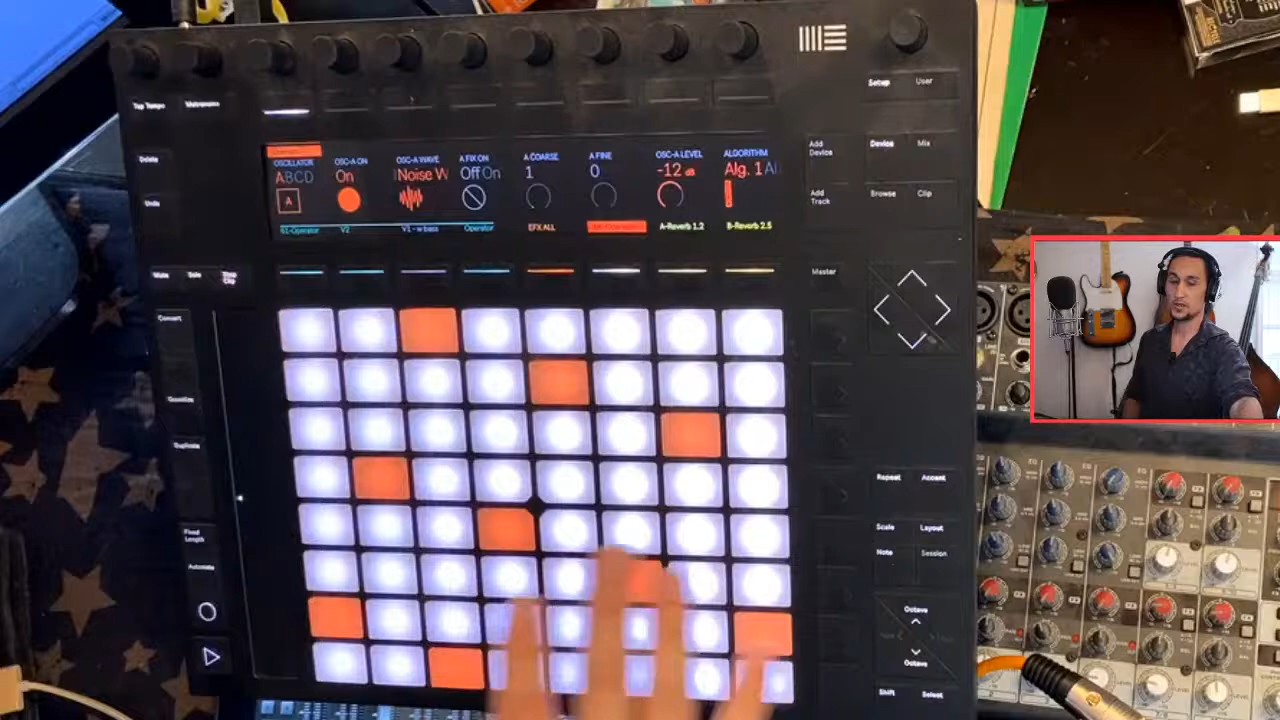 Tap Tempo
Metronome
Setup
User
Delete
Undo
OSCILLATOR
OSC-A ON
OSC-A WAVE
A FIX ON
A COARSE
A FINE
OSC-A LEVEL
ALGORITHM
ABCD
On
Noise W
Off On
1
0
-12 dB
Alg. 1 Al
A
V2
V1 - w bass
Operator
EFX ALL
A-Reverb 1.2
B-Reverb 2.5
Add
Device
Device
Mix
Add
Track
Browse
Clip
Mute
Solo
Stop
Clip
Master
Convert
Quantize
Duplicate
Repeat
Accent
Fixed
Length
Scale
Layout
Note
Session
Automate
Octave
Octave
Shift
Select